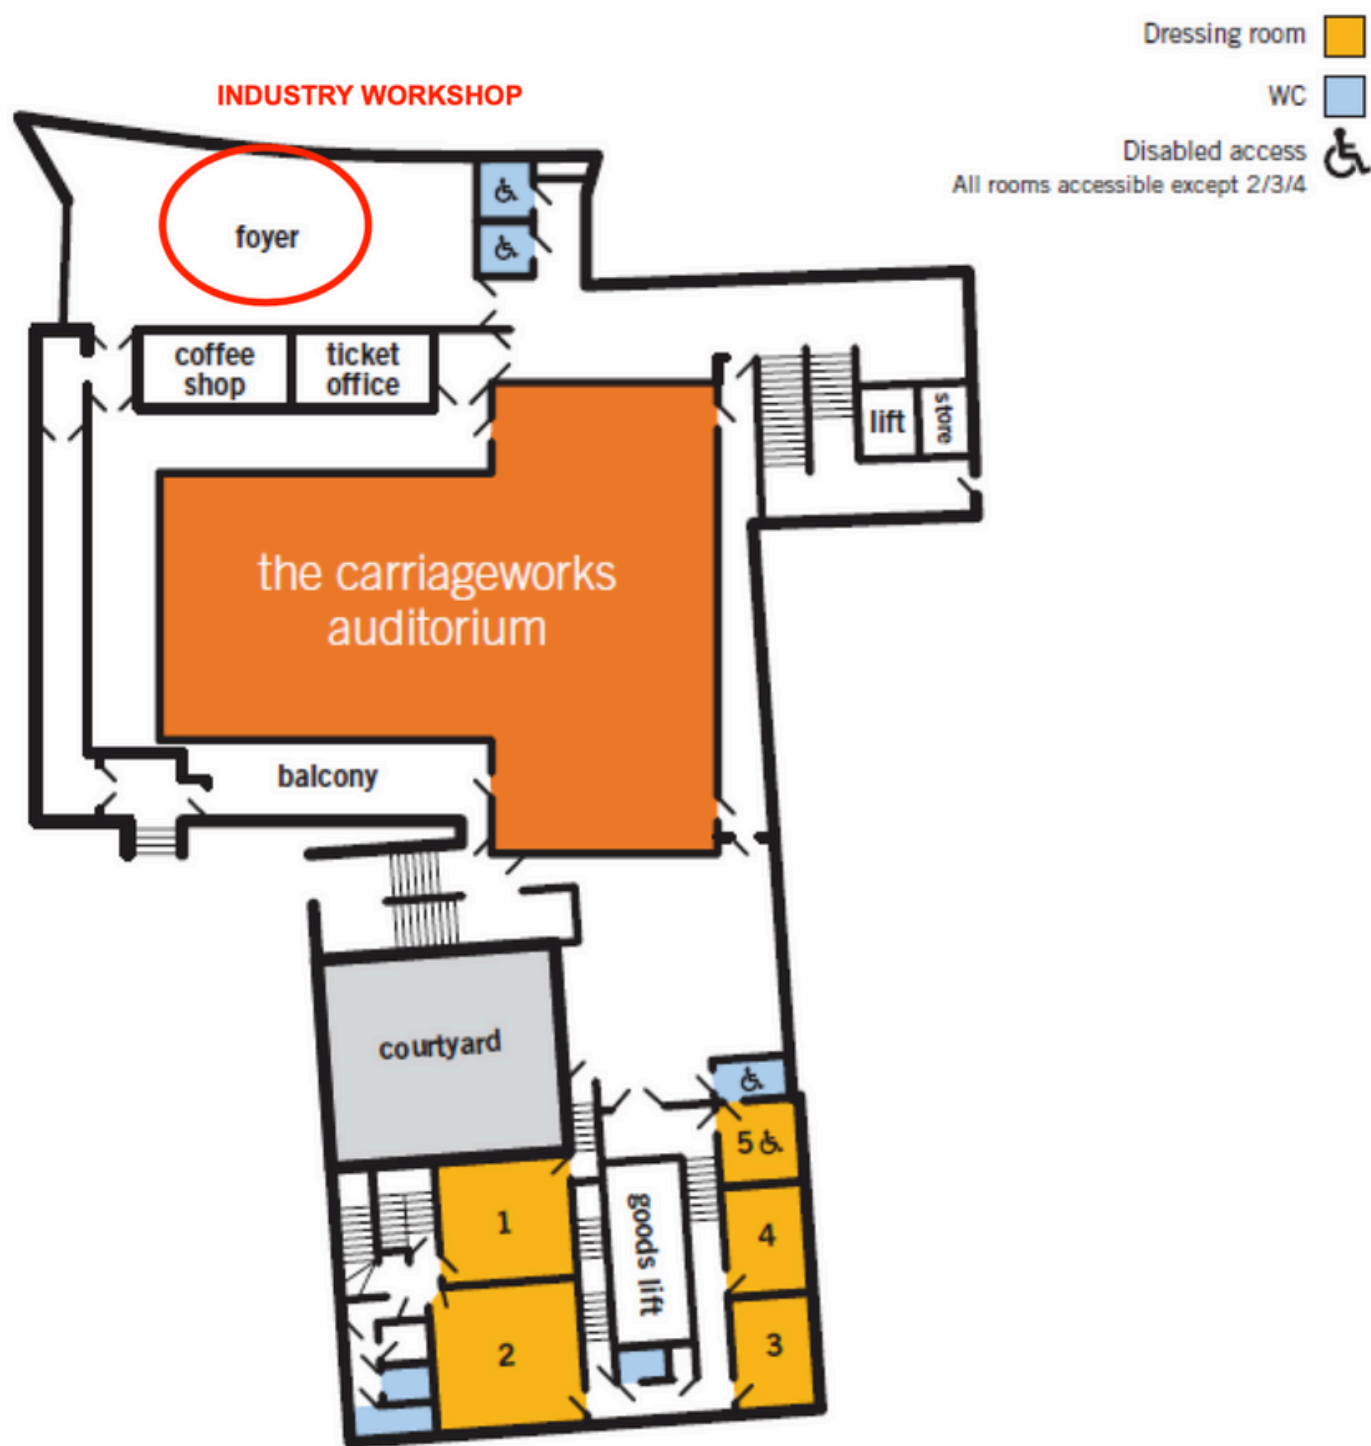 Dressing room
WC
Disabled access
All rooms accessible except 2/3/4
INDUSTRY WORKSHOP
foyer
coffee
shop
ticket
office
lift
store
the carriageworks
auditorium
balcony
courtyard
5
1
goods lift
4
2
3